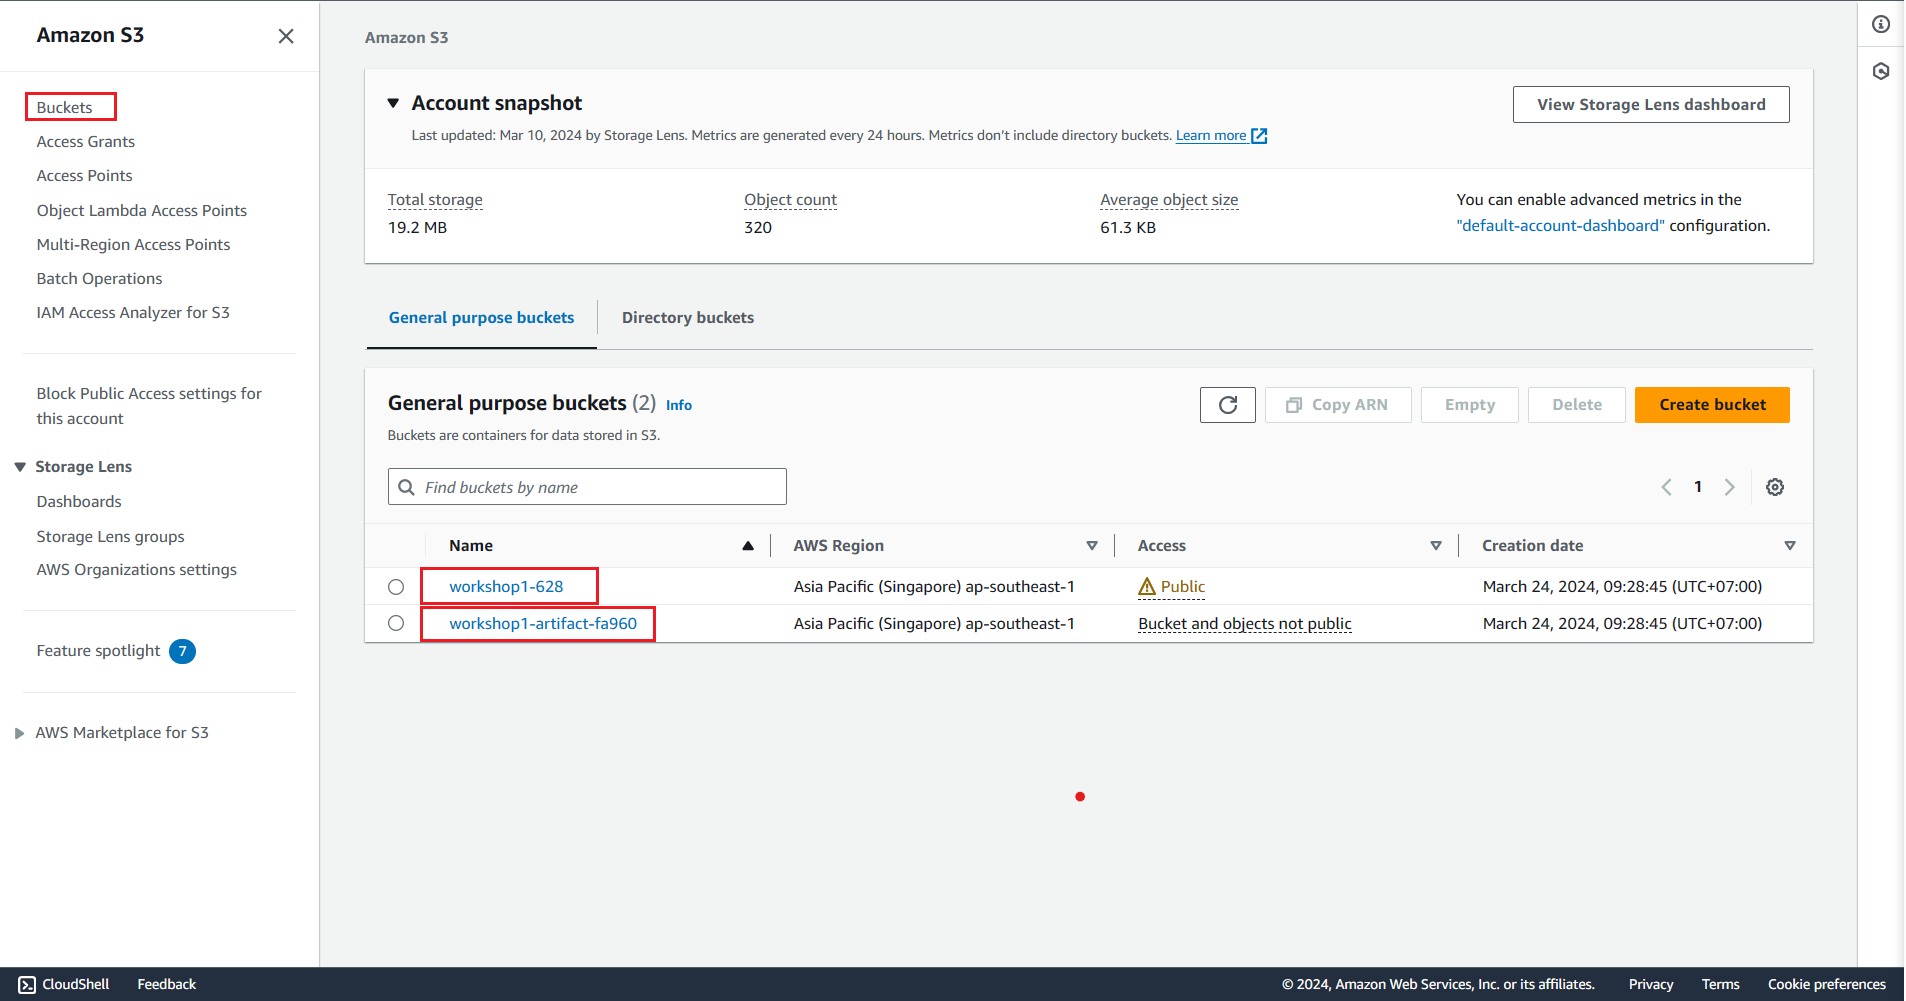 Amazon S3
Buckets
Access Grants
Access Points
Object Lambda Access Points
Multi-Region Access Points
Batch Operations
IAM Access Analyzer for S3
Block Public Access settings for
this account
Storage Lens
Dashboards
Storage Lens groups
AWS Organizations settings
Feature spotlight 7
AWS Marketplace for S3
Amazon S3
Account snapshot
View Storage Lens dashboard
Last updated: Mar 10, 2024 by Storage Lens. Metrics are generated every 24 hours. Metrics don’t include directory buckets. Learn more
Total storage
19.2 MB
Object count
320
Average object size
61.3 KB
You can enable advanced metrics in the
"default-account-dashboard" configuration.
General purpose buckets Directory buckets
General purpose buckets (2) Info
Buckets are containers for data stored in S3.
Copy ARN Empty Delete Create bucket
Find buckets by name
1
Name AWS Region Access Creation date
workshop1-628 Asia Pacific (Singapore) ap-southeast-1 Public March 24, 2024, 09:28:45 (UTC+07:00)
workshop1-artifact-fa960 Asia Pacific (Singapore) ap-southeast-1 Bucket and objects not public March 24, 2024, 09:28:45 (UTC+07:00)
CloudShell Feedback © 2024, Amazon Web Services, Inc. or its affiliates. Privacy Terms Cookie preferences